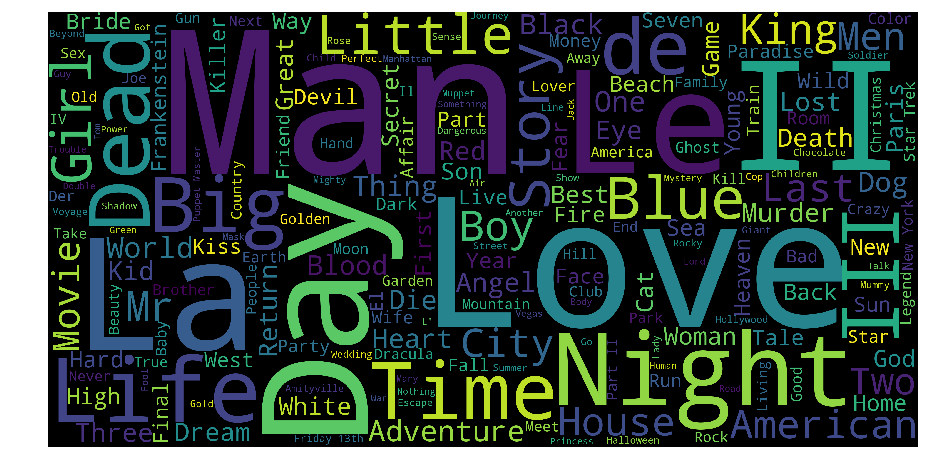 Man
Love
II
Le
La
Day
Night
Life
Big
Dead
Girl
Little
de
King
Men
Story
Blue
Time
Boy
City
House
American
III
Last
Mr
World
Movie
Bride
Gun
Way
Next
Black
Seven
Color
Got
Journey
Money
Game
Paradise
Soldier
Beyond
Sex
Killer
Great
Child
Perfect
Manhattan
Rose
Sense
Away
Family
Guy
Joe
Devil
Secret
Muppet
Something
Il
Lover
Beach
Line
Jack
One
Wild
Old
IV
Frankenstein
Friend
Affair
Part
Dangerous
Fear
America
Eye
Young
Train
Lost
Room
Paris
Christmas
Star Trek
Tom
Power
Trouble
Hand
Red
Ghost
Death
Chocolate
Double
Puppet Master
Country
Son
Air
Show
Mystery
Cop
Children
Der
Voyage
Shadow
Mighty
Thing
Live
Best
Kill
Dog
Green
Golden
Dark
Another
Fire
Murder
Giant
Crazy
Take
Mask
Kiss
Moon
First
Street
End
Sea
Rocky
Lord
New
New York
Kid
Earth
Blood
Year
Hill
Face
Bad
Talk
Beauty
Brother
People
Return
Garden
El
Angel
Club
Cat
Heaven
Back
Mummy
Legend
Baby
Die
Mountain
Body
Park
Sun
Wife
L
Vegas
Hollywood
Star
Hard
True
West
Party
Heart
Go
Woman
Tale
God
Never
Wedding
Dracula
Fall
Summer
Lady
Human
Run
Living
Good
Two
High
Final
Foul
Gold
Amityville
White
Mary
Nothing
War
Escape
Part II
Road
Home
Three
Dream
Friday 13th
Adventure
Meet
Princess
Halloween
Rock